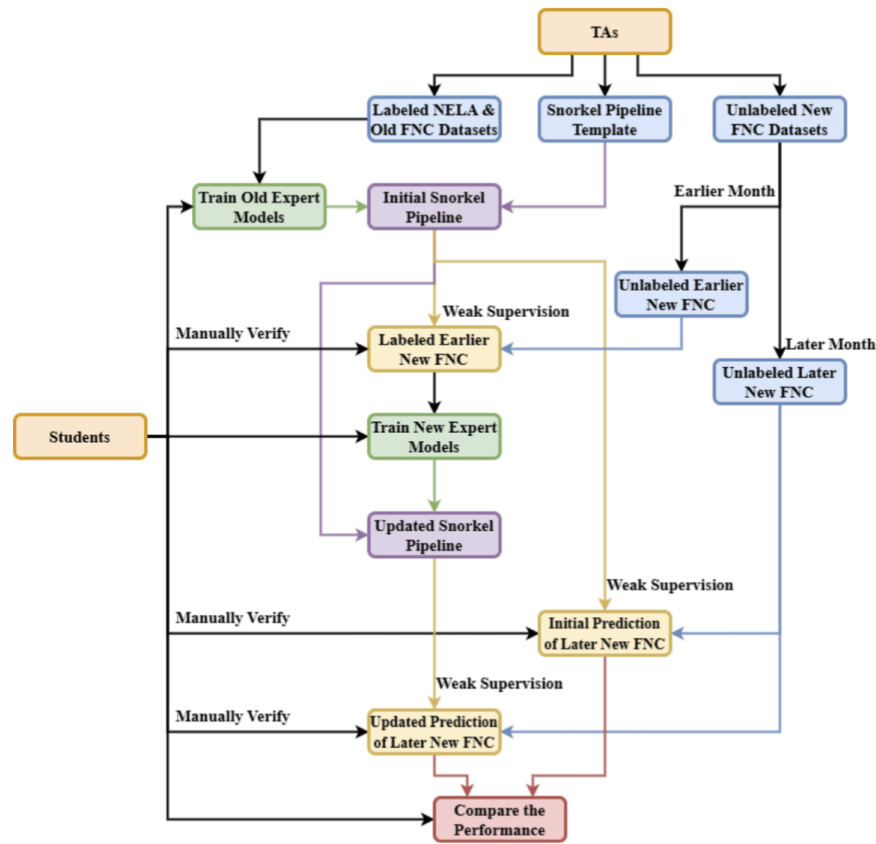 TAs
Labeled NELA &
Old FNC Datasets
Snorkel Pipeline
Template
Unlabeled New
FNC Datasets
Earlier Month
Train Old Expert
Models
Initial Snorkel
Pipeline
Unlabeled Earlier
New FNC
Weak Supervision
Manually Verify
Labeled Earlier
New FNC
Later Month
Unlabeled Later
New FNC
Students
Train New Expert
Models
Updated Snorkel
Pipeline
Weak Supervision
Manually Verify
Initial Prediction
of Later New FNC
Weak Supervision
Manually Verify
Updated Prediction
of Later New FNC
Compare the
Performance